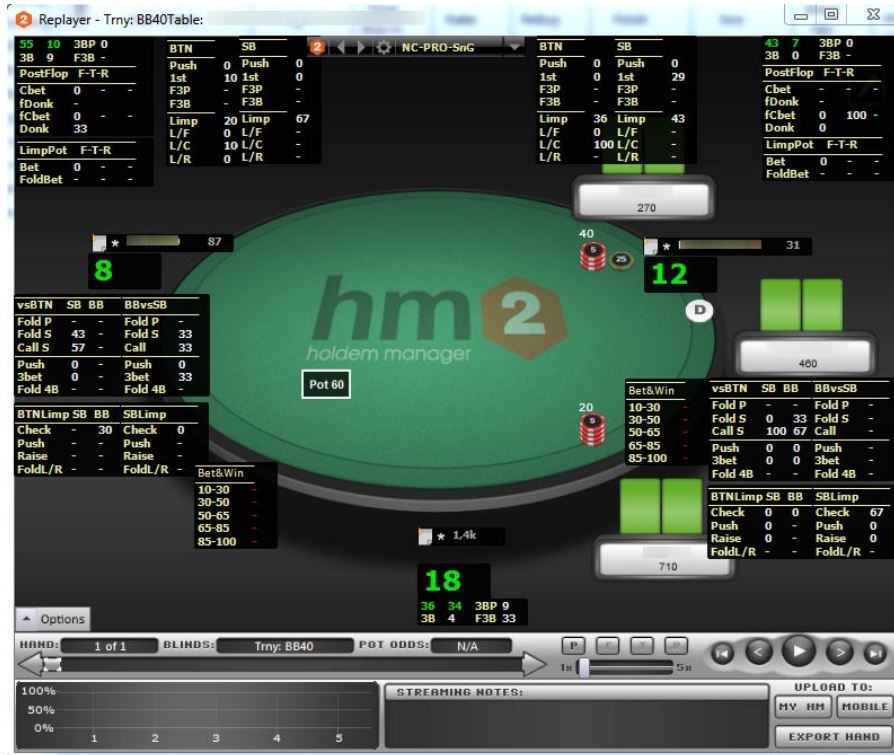 Replayer - Trny: BB40Table:
NC-PRO-SnG
55 10 3BP 0
3B 9 F3B -
PostFlop F-T-R
Cbet 0 - -
fDonk - - -
fCbet 0 - -
Donk 33
LimpPot F-T-R
Bet 0 - -
FoldBet - - -
BTN SB
Push 0 Push 0
1st 10 1st 0
F3P - F3P -
F3B - F3B -
Limp 20 Limp 67
L/F 0 L/F -
L/C 10 L/C -
L/R 0 L/R -
BTN SB
Push 0 Push 0
1st 0 1st 29
F3P - F3P -
F3B - F3B -
Limp 36 Limp 43
L/F 0 L/F -
L/C 100 L/C -
L/R - L/R -
43 7 3BP 0
3B 0 F3B -
PostFlop F-T-R
Cbet - - -
fDonk - - -
fCbet 0 100 -
Donk 0
LimpPot F-T-R
Bet 0 - -
FoldBet - - -
270
40
5
25
* 87
8
* 31
12
D
460
hm2
holdem manager
Pot 60
20
5
vsBTN SB BB BBvsSB
Fold P - - Fold P -
Fold S 43 - Fold S 33
Call S 57 - Call 33
Push 0 - Push 0
3bet 0 - 3bet 33
Fold 4B - - Fold 4B -
BTNLimp SB BB SBLimp
Check - 30 Check 0
Push - - Push -
Raise - - Raise -
FoldL/R - - FoldL/R -
Bet&Win
10-30 -
30-50 -
50-65 -
65-85 -
85-100 -
Bet&Win
10-30 -
30-50 -
50-65 -
65-85 -
85-100 -
vsBTN SB BB BBvsSB
Fold P - - Fold P -
Fold S 0 33 Fold S -
Call S 100 67 Call -
Push 0 0 Push -
3bet 0 0 3bet -
Fold 4B - - Fold 4B -
BTNLimp SB BB SBLimp
Check 0 0 Check 67
Push 0 - Push 0
Raise 0 - Raise 0
FoldL/R - - FoldL/R -
* 1,4k
18
36 34 3BP 9
3B 4 F3B 33
710
Options
HAND: 1 of 1 BLINDS: Trny: BB40 POT ODDS: N/A
P F T R
1x 5x
100%
50%
0%
1 2 3 4 5
STREAMING NOTES:
UPLOAD TO:
MY HM MOBILE
EXPORT HAND